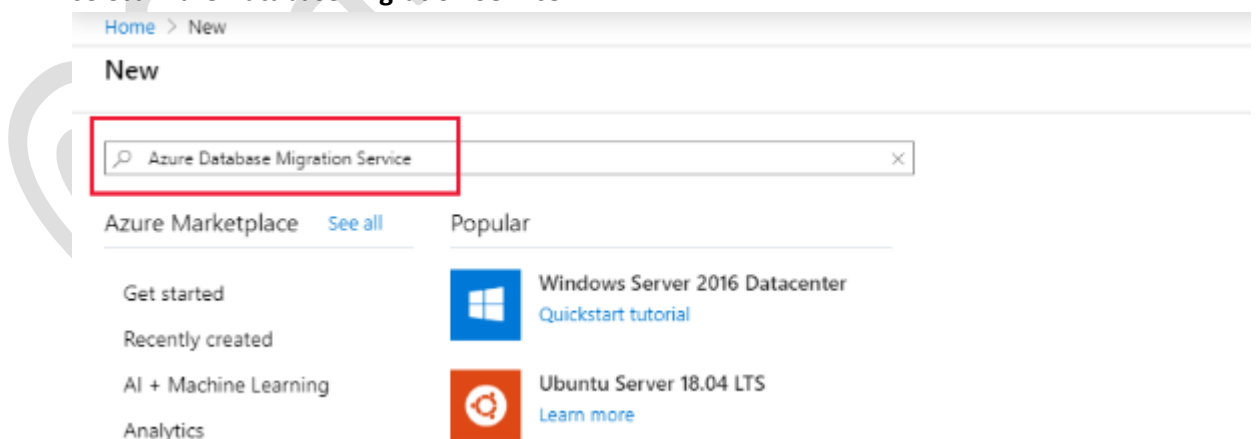 Home > New
New
Azure Database Migration Service
Azure Marketplace See all
Popular
Get started
Recently created
AI + Machine Learning
Analytics
Windows Server 2016 Datacenter
Quickstart tutorial
Ubuntu Server 18.04 LTS
Learn more